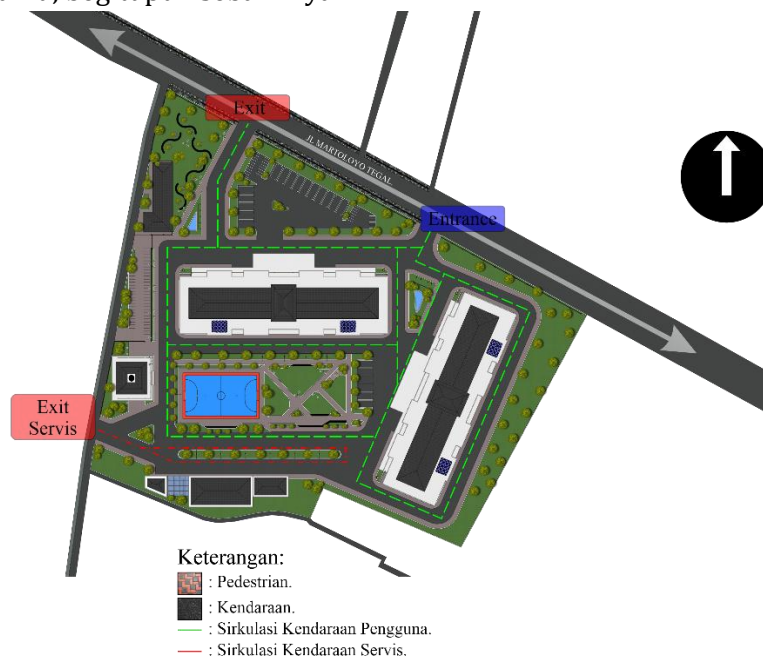 Exit
JL MARTOLOYO TEGAL
Entrance
Exit
Servis
Keterangan:
: Pedestrian.
: Kendaraan.
: Sirkulasi Kendaraan Pengguna.
: Sirkulasi Kendaraan Servis.